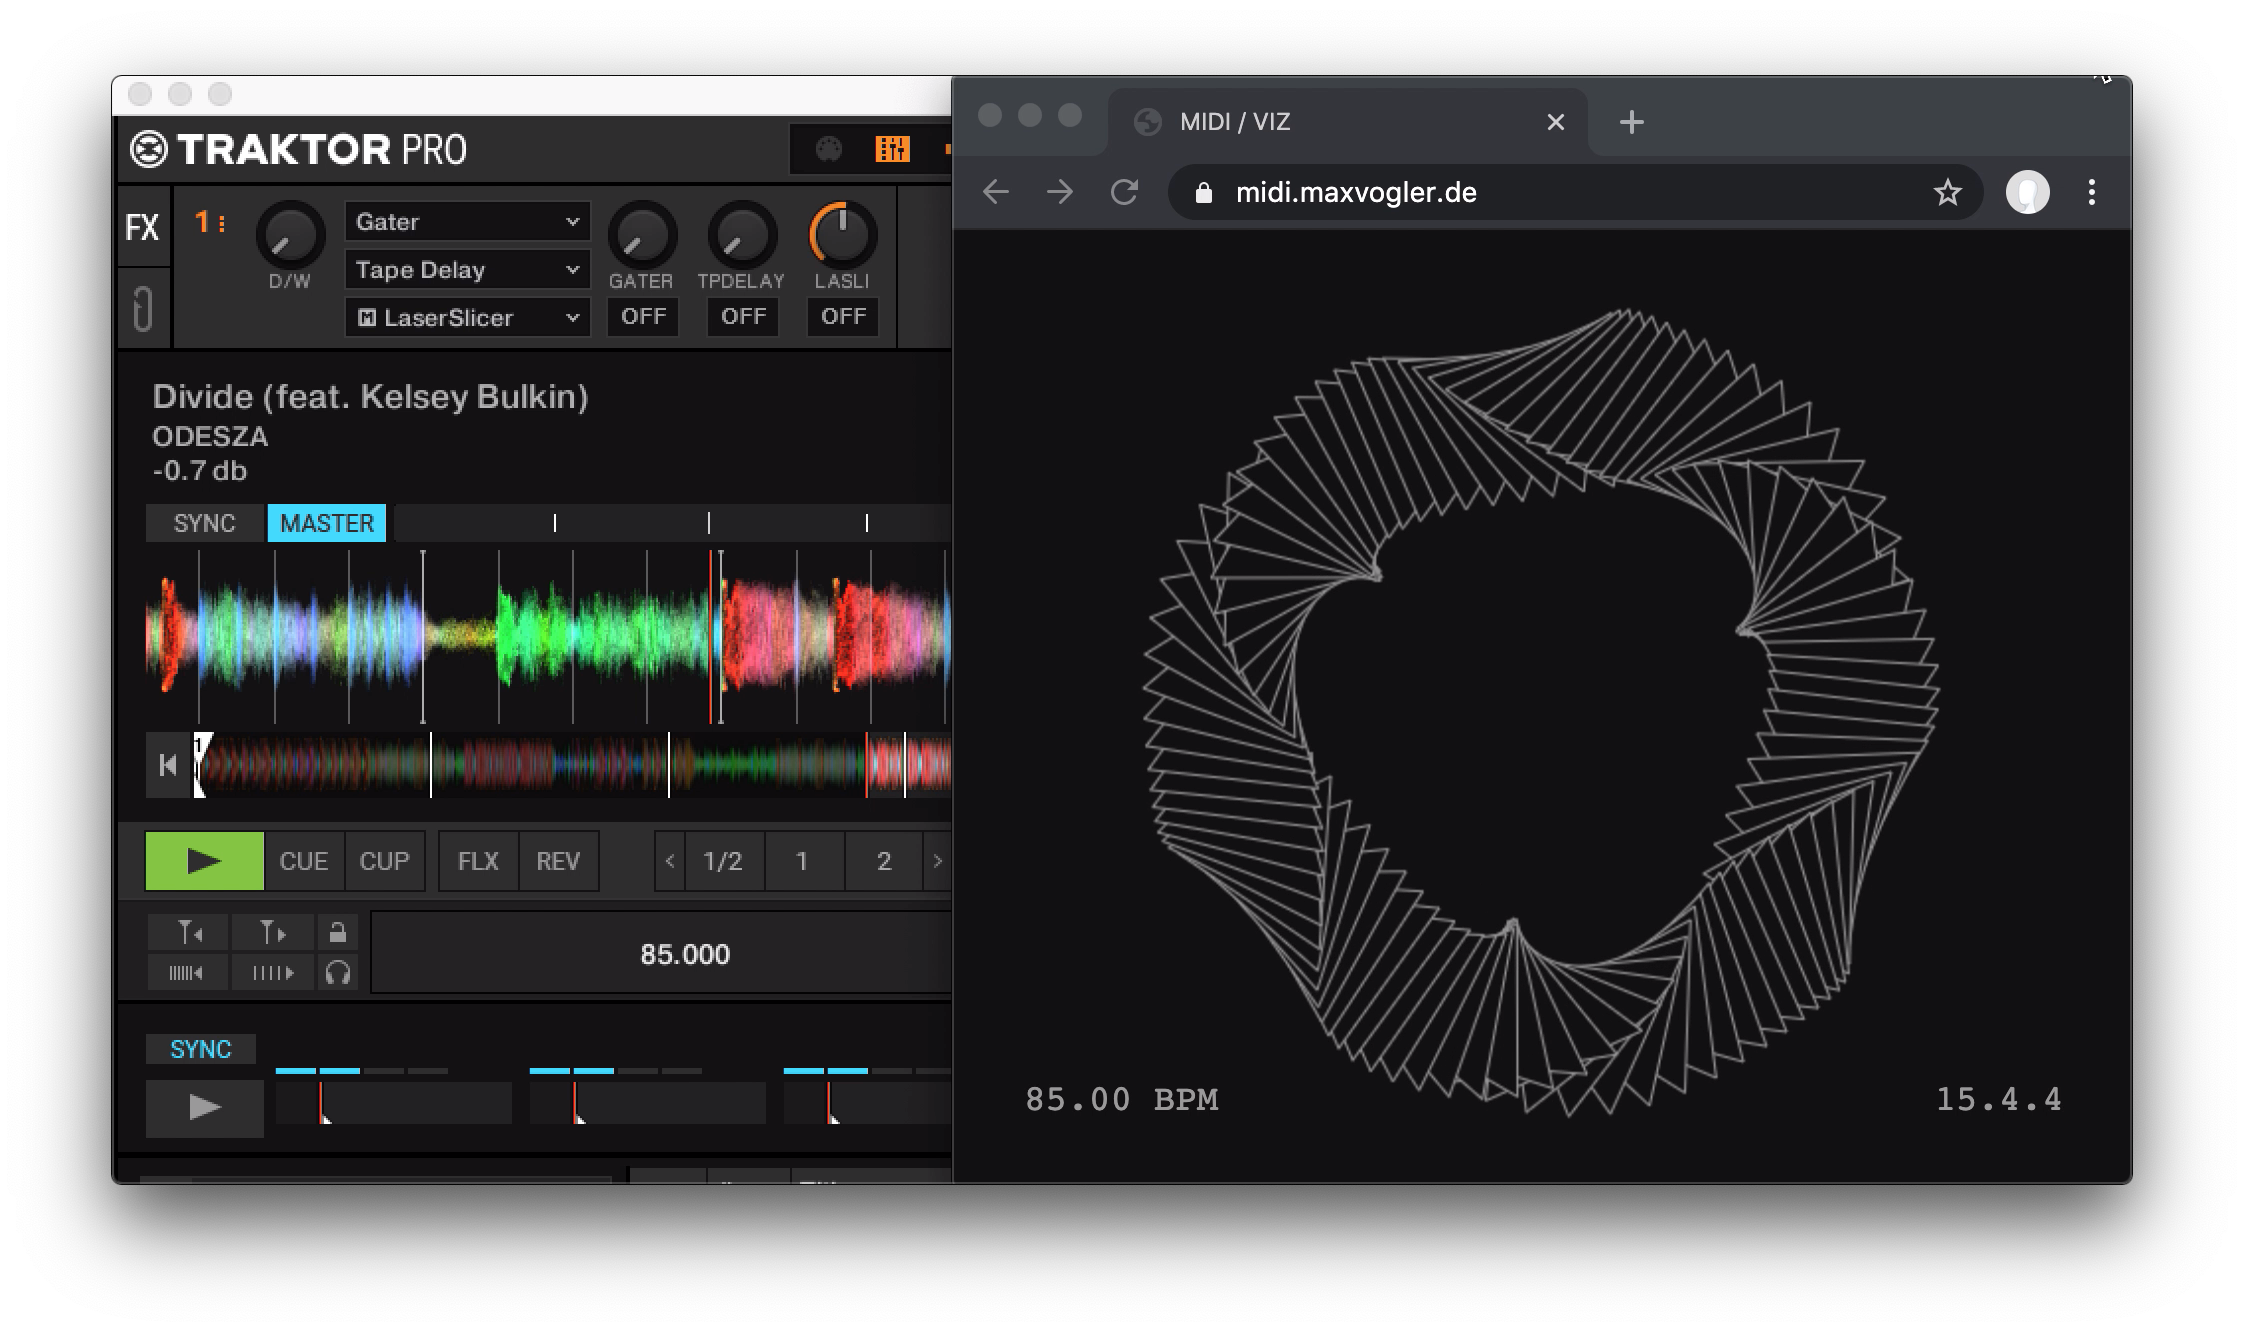 TRAKTOR PRO
FX
1
D/W
Gater
Tape Delay
M LaserSlicer
GATER
TPDELAY
LASLI
OFF
OFF
OFF
Divide (feat. Kelsey Bulkin)
ODESZA
-0.7 db
SYNC
MASTER
1
CUE
CUP
FLX
REV
<
1/2
1
2
>
85.000
SYNC
MIDI / VIZ
midi.maxvogler.de
85.00 BPM
15.4.4